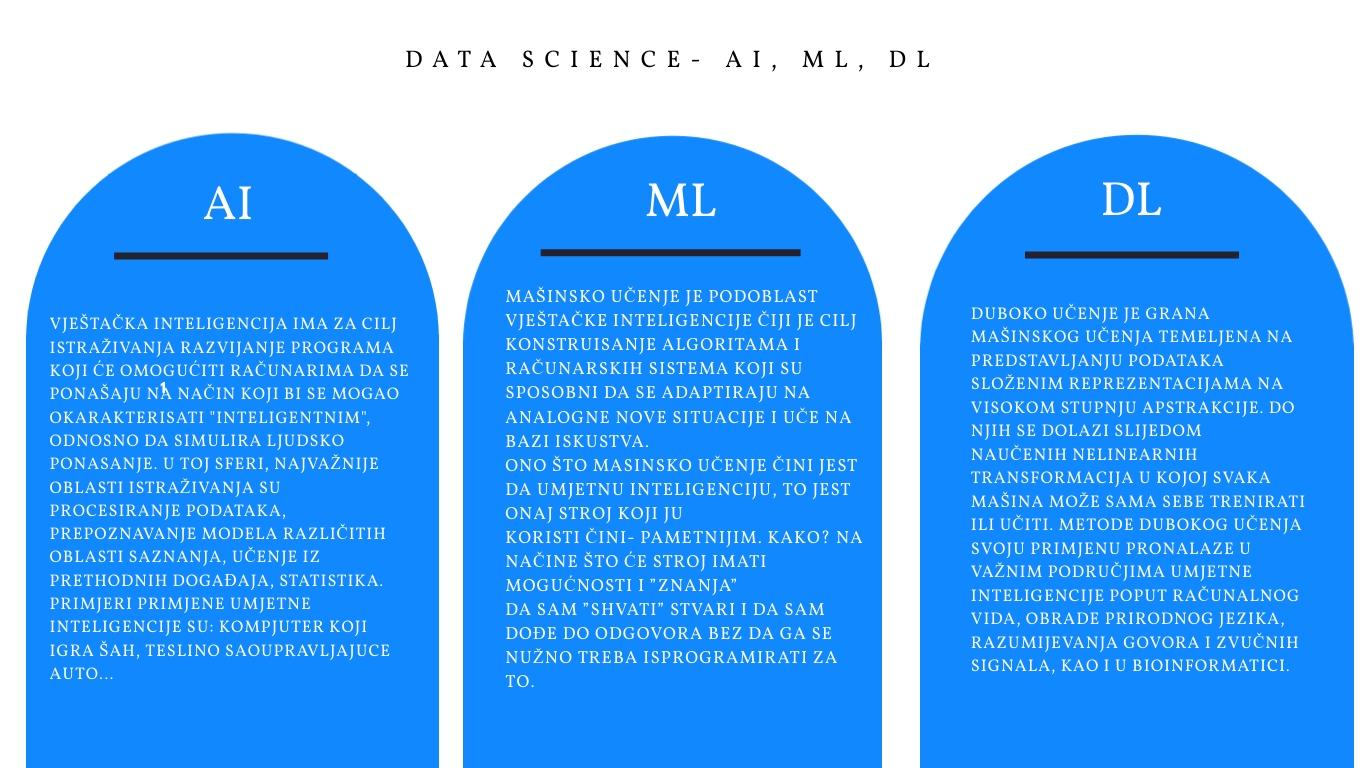 DATA SCIENCE- AI, ML, DL
AI
VJEŠTAČKA INTELIGENCIJA IMA ZA CILJ
ISTRAŽIVANJA RAZVIJANJE PROGRAMA
KOJI ĆE OMOGUĆITI RAČUNARIMA DA SE
PONAŠAJU NA NAČIN KOJI BI SE MOGAO
OKARAKTERISATI "INTELIGENTNIM",
ODNOSNO DA SIMULIRA LJUDSKO
PONASANJE. U TOJ SFERI, NAJVAŽNIJE
OBLASTI ISTRAŽIVANJA SU
PROCESIRANJE PODATAKA,
PREPOZNAVANJE MODELA RAZLIČITIH
OBLASTI SAZNANJA, UČENJE IZ
PRETHODNIH DOGAĐAJA, STATISTIKA.
PRIMJERI PRIMJENE UMJETNE
INTELIGENCIJE SU: KOMPJUTER KOJI
IGRA ŠAH, TESLINO SAOUPRAVLJAJUCE
AUTO...
1
ML
MAŠINSKO UČENJE JE PODOBLAST
VJEŠTAČKE INTELIGENCIJE ČIJI JE CILJ
KONSTRUISANJE ALGORITAMA I
RAČUNARSKIH SISTEMA KOJI SU
SPOSOBNI DA SE ADAPTIRAJU NA
ANALOGNE NOVE SITUACIJE I UČE NA
BAZI ISKUSTVA.
ONO ŠTO MASINSKO UČENJE ČINI JEST
DA UMJETNU INTELIGENCIJU, TO JEST
ONAJ STROJ KOJI JU
KORISTI ČINI- PAMETNIJIM. KAKO? NA
NAČINE ŠTO ĆE STROJ IMATI
MOGUĆNOSTI I ”ZNANJA”
DA SAM ”SHVATI” STVARI I DA SAM
DOĐE DO ODGOVORA BEZ DA GA SE
NUŽNO TREBA ISPROGRAMIRATI ZA
TO.
DL
DUBOKO UČENJE JE GRANA
MAŠINSKOG UČENJA TEMELJENA NA
PREDSTAVLJANJU PODATAKA
SLOŽENIM REPREZENTACIJAMA NA
VISOKOM STUPNJU APSTRAKCIJE. DO
NJIH SE DOLAZI SLIJEDOM
NAUČENIH NELINEARNIH
TRANSFORMACIJA U KOJOJ SVAKA
MAŠINA MOŽE SAMA SEBE TRENIRATI
ILI UČITI. METODE DUBOKOG UČENJA
SVOJU PRIMJENU PRONALAZE U
VAŽNIM PODRUČJIMA UMJETNE
INTELIGENCIJE POPUT RAČUNALNOG
VIDA, OBRADE PRIRODNOG JEZIKA,
RAZUMIJEVANJA GOVORA I ZVUČNIH
SIGNALA, KAO I U BIOINFORMATICI.